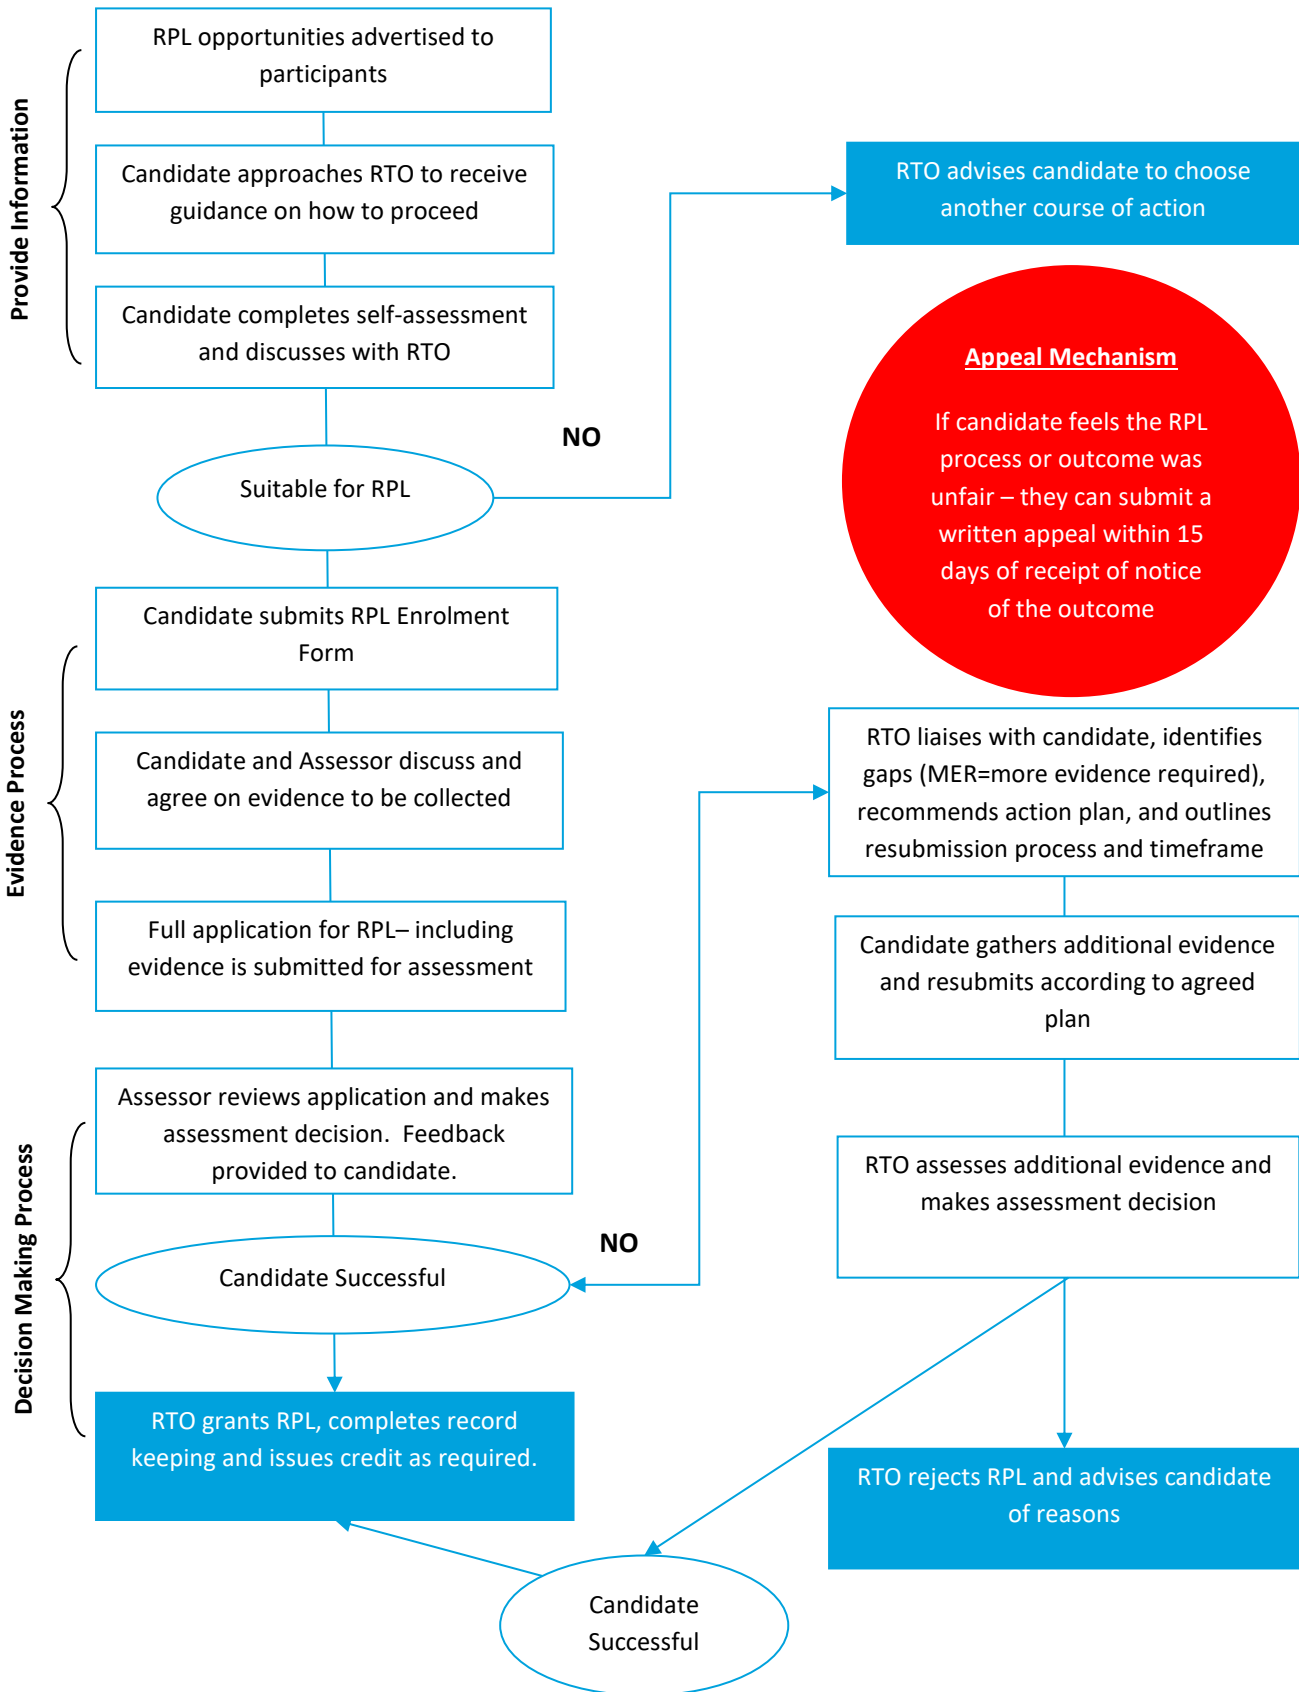 Provide Information
RPL opportunities advertised to
participants
Candidate approaches RTO to receive
guidance on how to proceed
Candidate completes self-assessment
and discusses with RTO
Suitable for RPL
NO
RTO advises candidate to choose
another course of action
Appeal Mechanism
If candidate feels the RPL
process or outcome was
unfair – they can submit a
written appeal within 15
days of receipt of notice
of the outcome
Evidence Process
Candidate submits RPL Enrolment
Form
Candidate and Assessor discuss and
agree on evidence to be collected
Full application for RPL– including
evidence is submitted for assessment
Decision Making Process
Assessor reviews application and makes
assessment decision.  Feedback
provided to candidate.
Candidate Successful
NO
RTO grants RPL, completes record
keeping and issues credit as required.
RTO liaises with candidate, identifies
gaps (MER=more evidence required),
recommends action plan, and outlines
resubmission process and timeframe
Candidate gathers additional evidence
and resubmits according to agreed
plan
RTO assesses additional evidence and
makes assessment decision
RTO rejects RPL and advises candidate
of reasons
Candidate
Successful